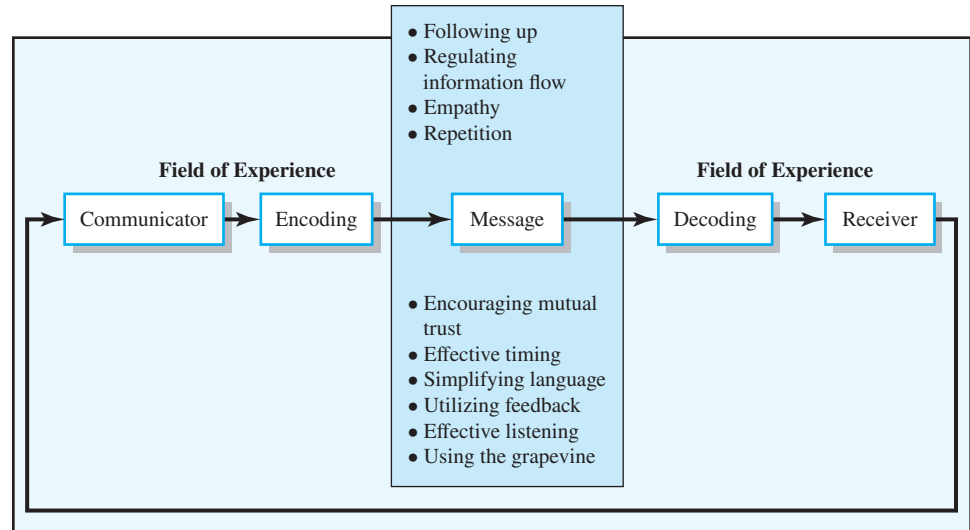 • Following up
• Regulating
information flow
• Empathy
• Repetition
Field of Experience
Field of Experience
Communicator
Encoding
Message
Decoding
Receiver
• Encouraging mutual
trust
• Effective timing
• Simplifying language
• Utilizing feedback
• Effective listening
• Using the grapevine